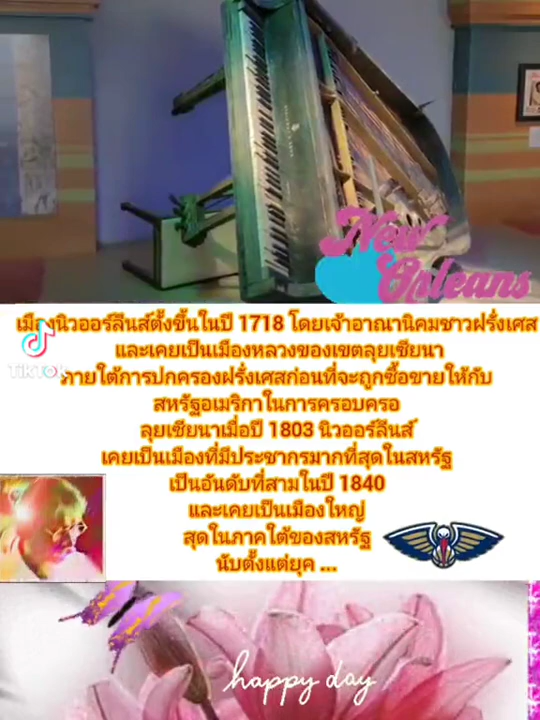 New
Orleans
เมืองนิวออร์ลีนส์ตั้งขึ้นในปี 1718 โดยเจ้าอาณานิคมชาวฝรั่งเศส
และเคยเป็นเมืองหลวงของเขตลุยเซียนา
ภายใต้การปกครองฝรั่งเศสก่อนที่จะถูกซื้อขายให้กับ
สหรัฐอเมริกาในการครอบครอ
ลุยเซียนาเมื่อปี 1803 นิวออร์ลีนส์
เคยเป็นเมืองที่มีประชากรมากที่สุดในสหรัฐ
เป็นอันดับที่สามในปี 1840
และเคยเป็นเมืองใหญ่
สุดในภาคใต้ของสหรัฐ
นับตั้งแต่ยุค ...
TIKTOK
happy day